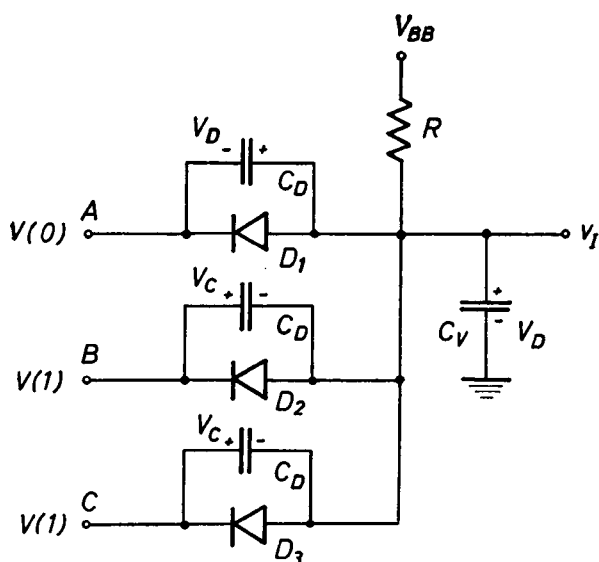 V_BB
R
V_D - +
C_D
A
V(0)
D_1
v_I
V_C + -
C_D
+
-
C_V
V_D
B
V(1)
D_2
V_C + -
C_D
C
V(1)
D_3